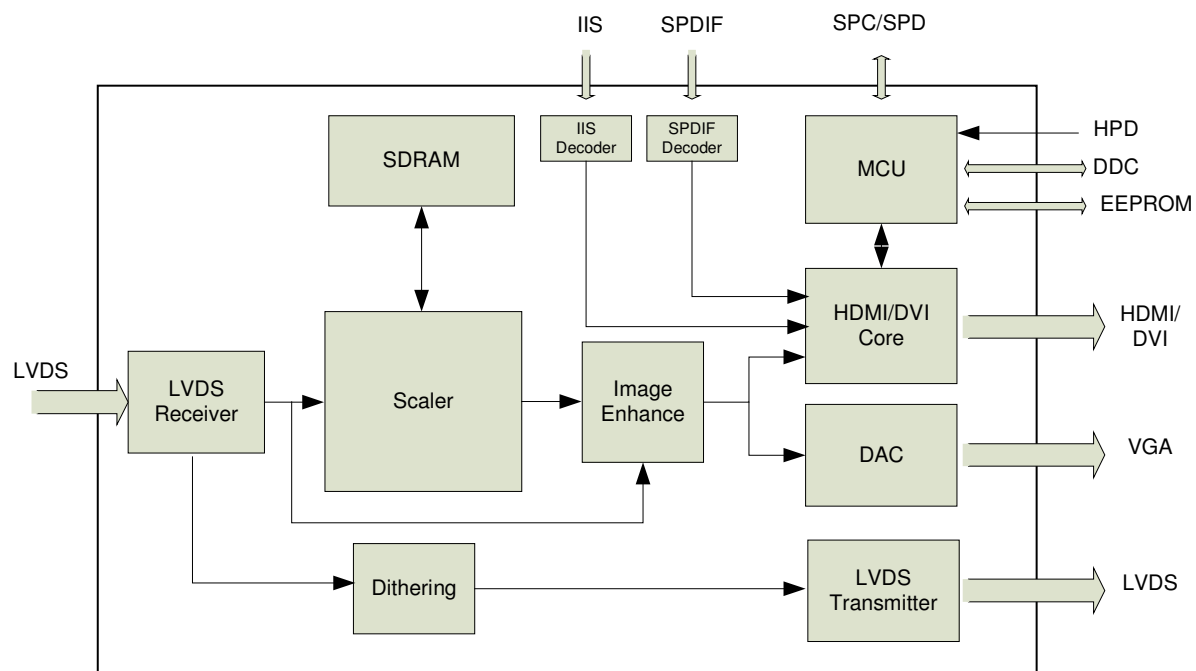 IIS
SPDIF
SPC/SPD
SDRAM
IIS
Decoder
SPDIF
Decoder
MCU
HPD
DDC
EEPROM
HDMI/DVI
Core
HDMI/
DVI
LVDS
LVDS
Receiver
Scaler
Image
Enhance
DAC
VGA
Dithering
LVDS
Transmitter
LVDS